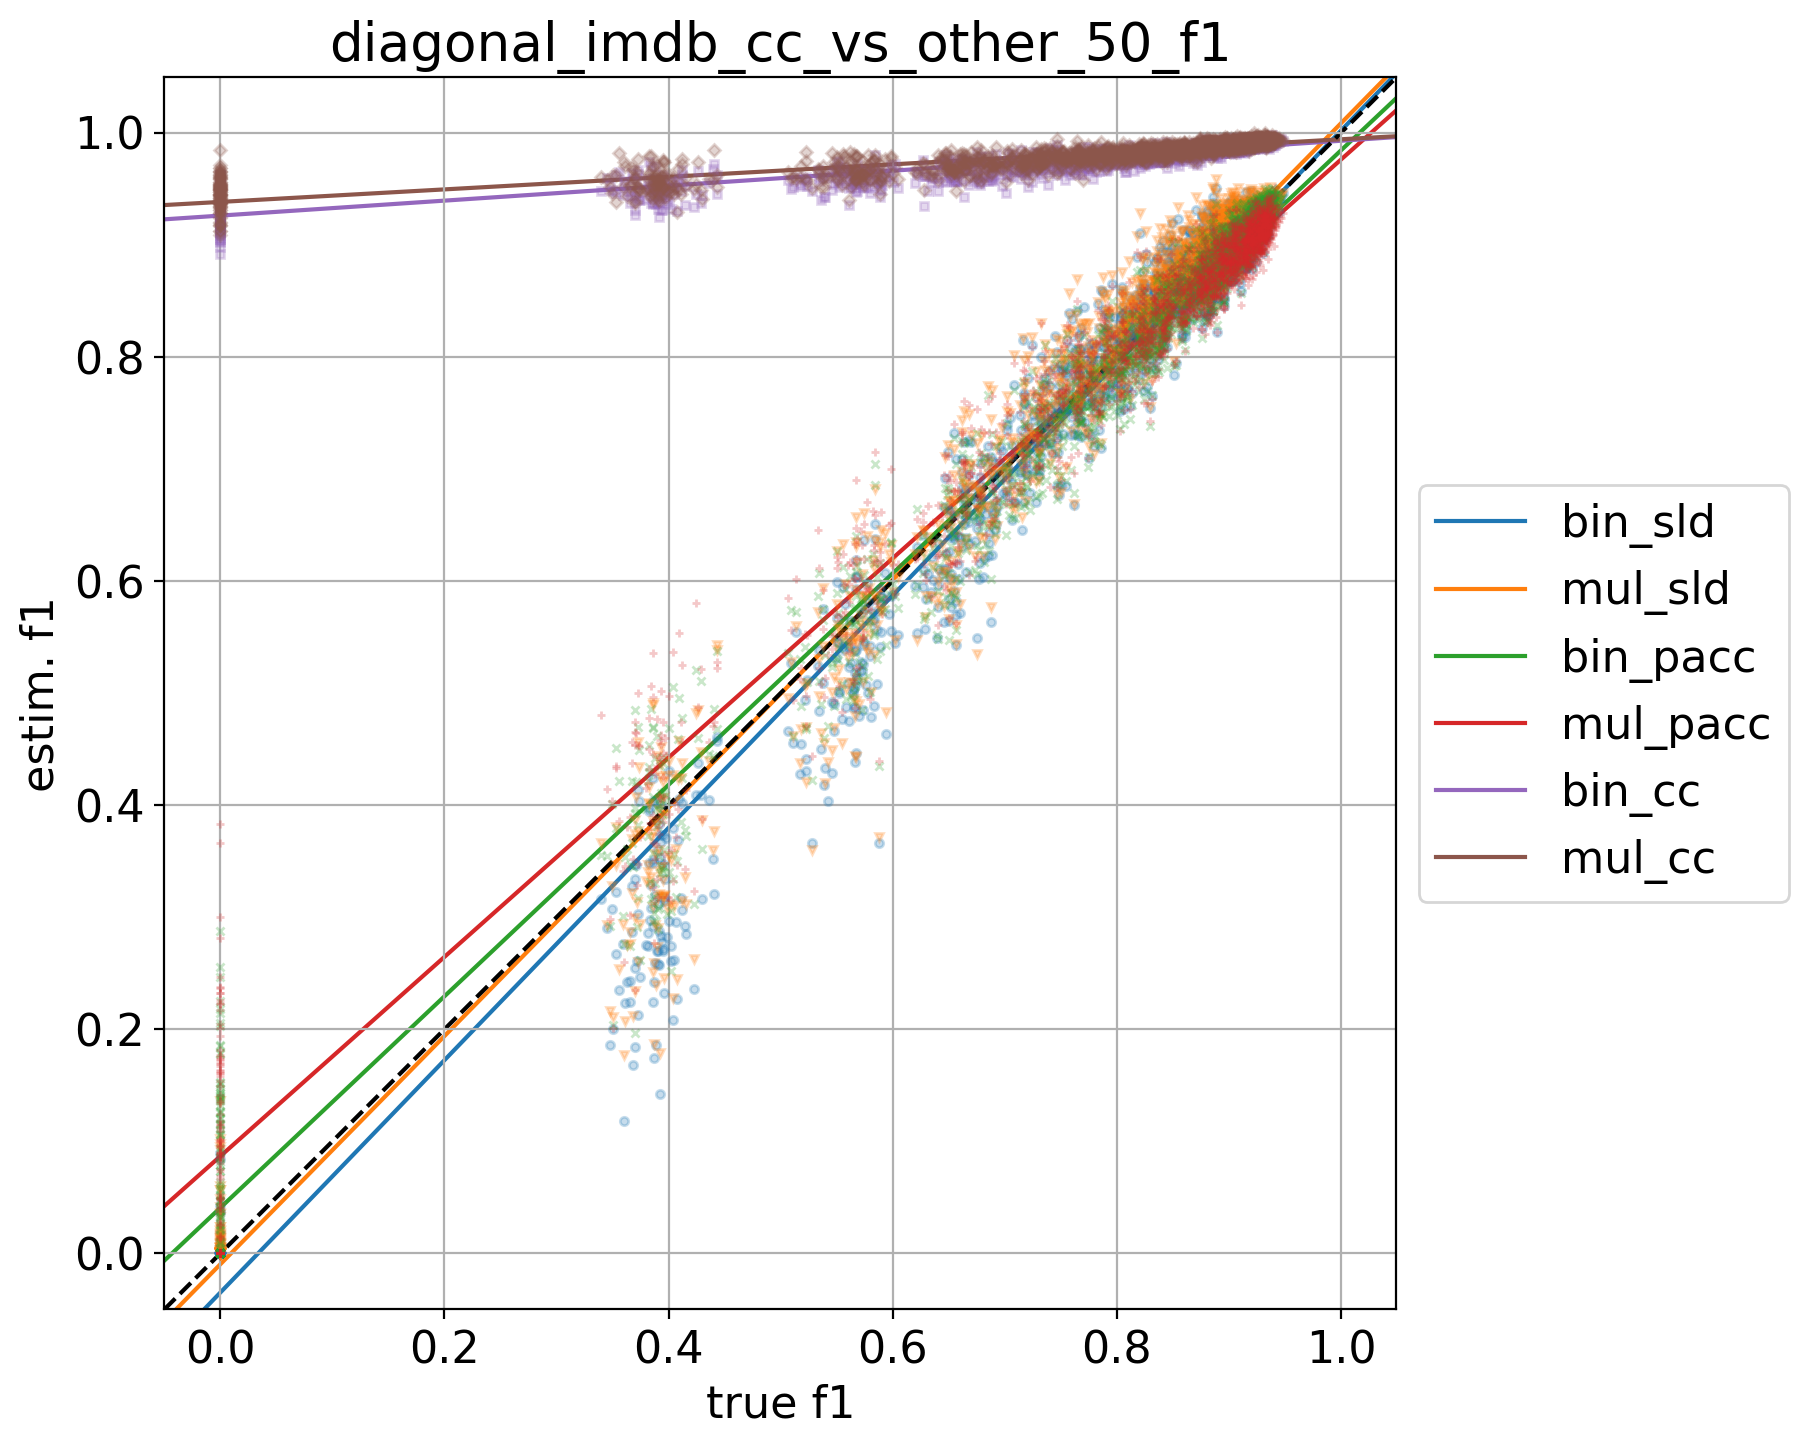 diagonal_imdb_cc_vs_other_50_f1
1.0
0.8
0.6
0.4
0.2
0.0
estim. f1
0.0 0.2 0.4 0.6 0.8 1.0
true f1
bin_sld
mul_sld
bin_pacc
mul_pacc
bin_cc
mul_cc